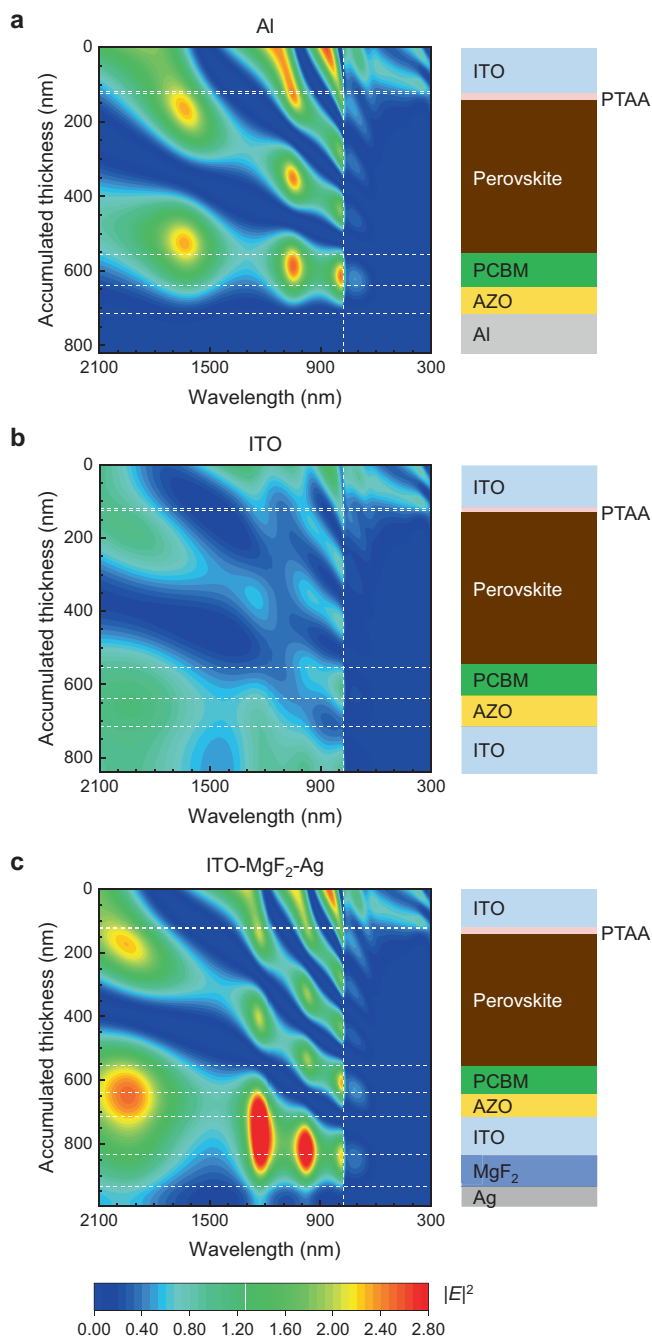 a
Al
0
200
400
600
800
Accumulated thickness (nm)
2100
1500
900
300
Wavelength (nm)
ITO
PTAA
Perovskite
PCBM
AZO
Al
b
ITO
0
200
400
600
800
Accumulated thickness (nm)
2100
1500
900
300
Wavelength (nm)
ITO
PTAA
Perovskite
PCBM
AZO
ITO
c
ITO-MgF₂-Ag
0
200
400
600
800
Accumulated thickness (nm)
2100
1500
900
300
Wavelength (nm)
ITO
PTAA
Perovskite
PCBM
AZO
ITO
MgF₂
Ag
|E|²
0.00 0.40 0.80 1.20 1.60 2.00 2.40 2.80